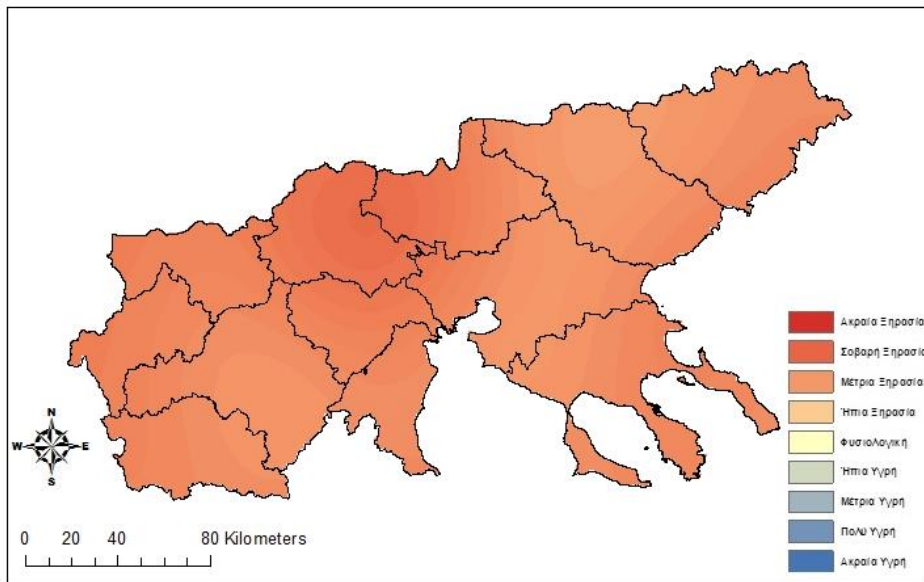 Ακραία Ξηρασία
Σοβαρή Ξηρασία
Μέτρια Ξηρασία
Ήπια Ξηρασία
Φυσιολογική
Ήπια Υγρή
Μέτρια Υγρή
Πολύ Υγρή
Ακραία Υγρή
N
W E
S
0 20 40 80 Kilometers